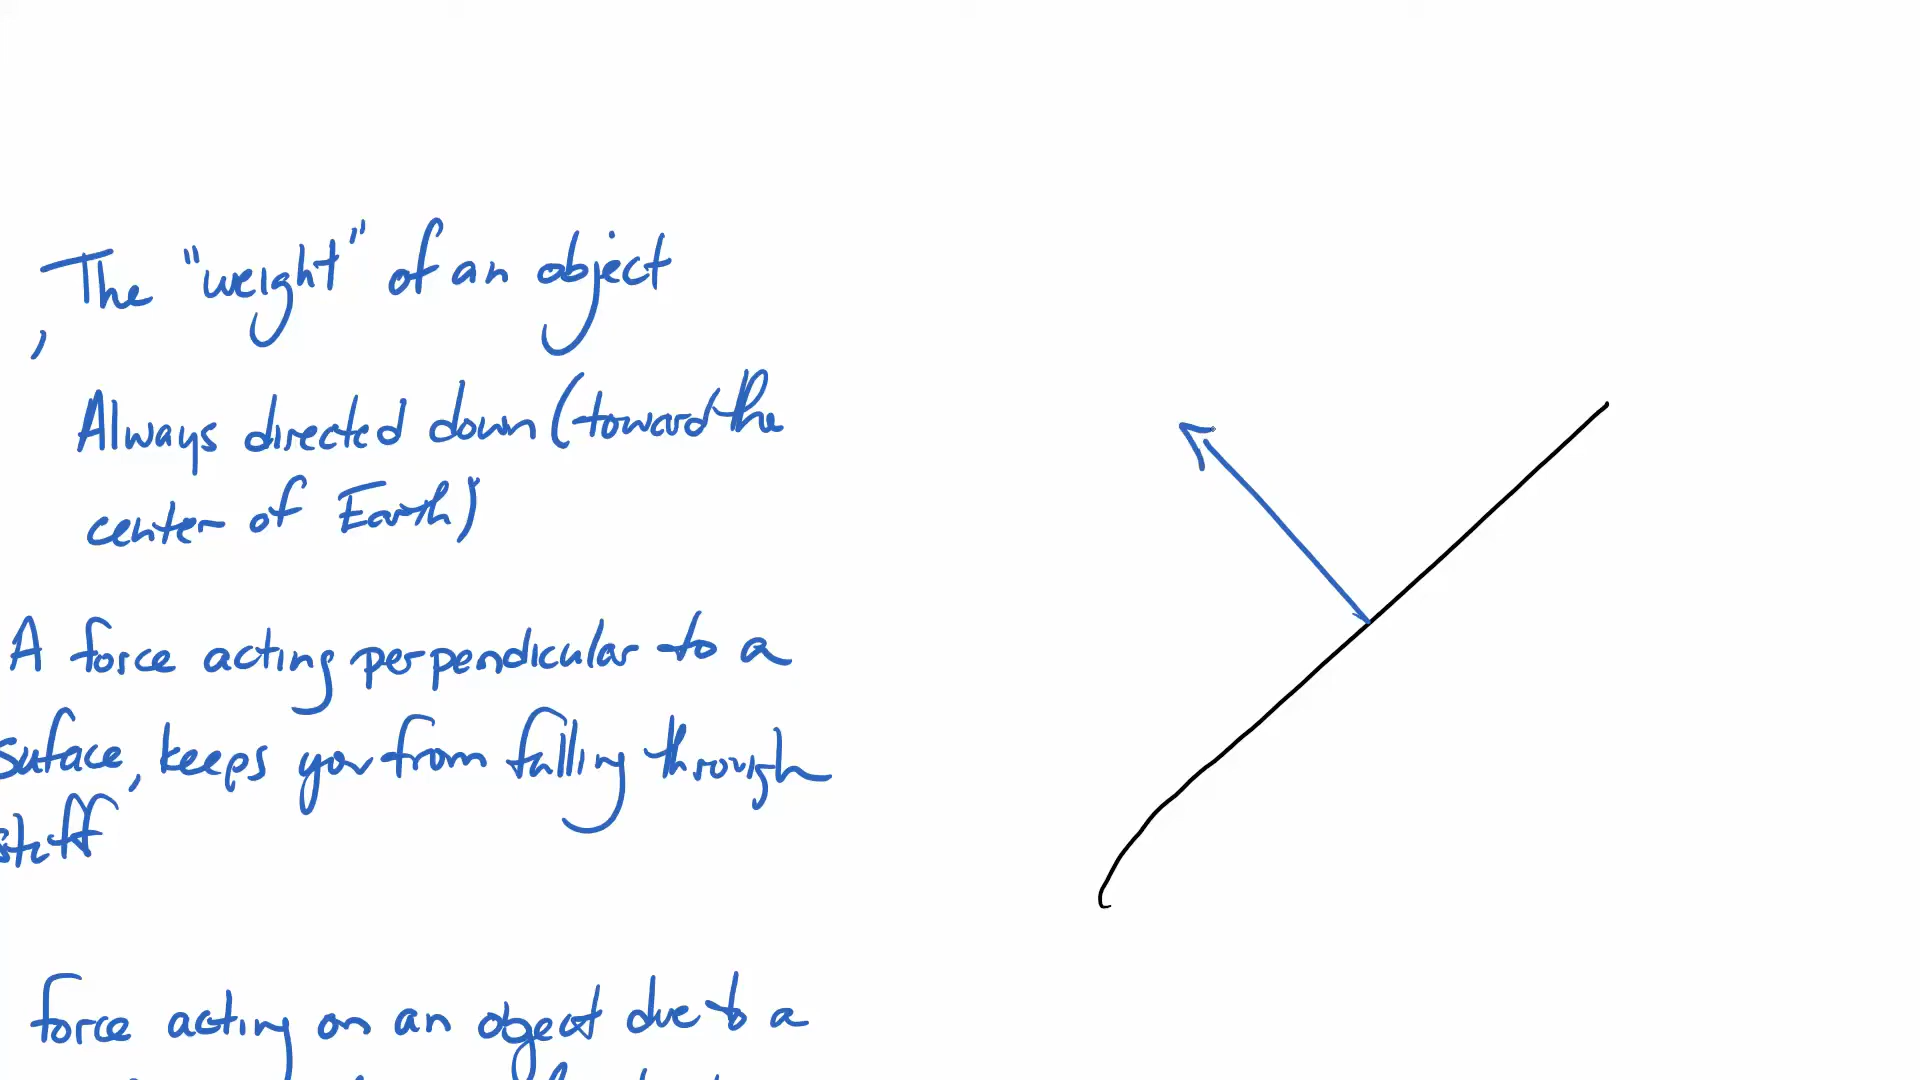 The "weight" of an object
,
Always directed down (toward the
center of Earth)
A force acting perpendicular to a
suface, keeps you from falling through
stuff
force acting on an object due to a